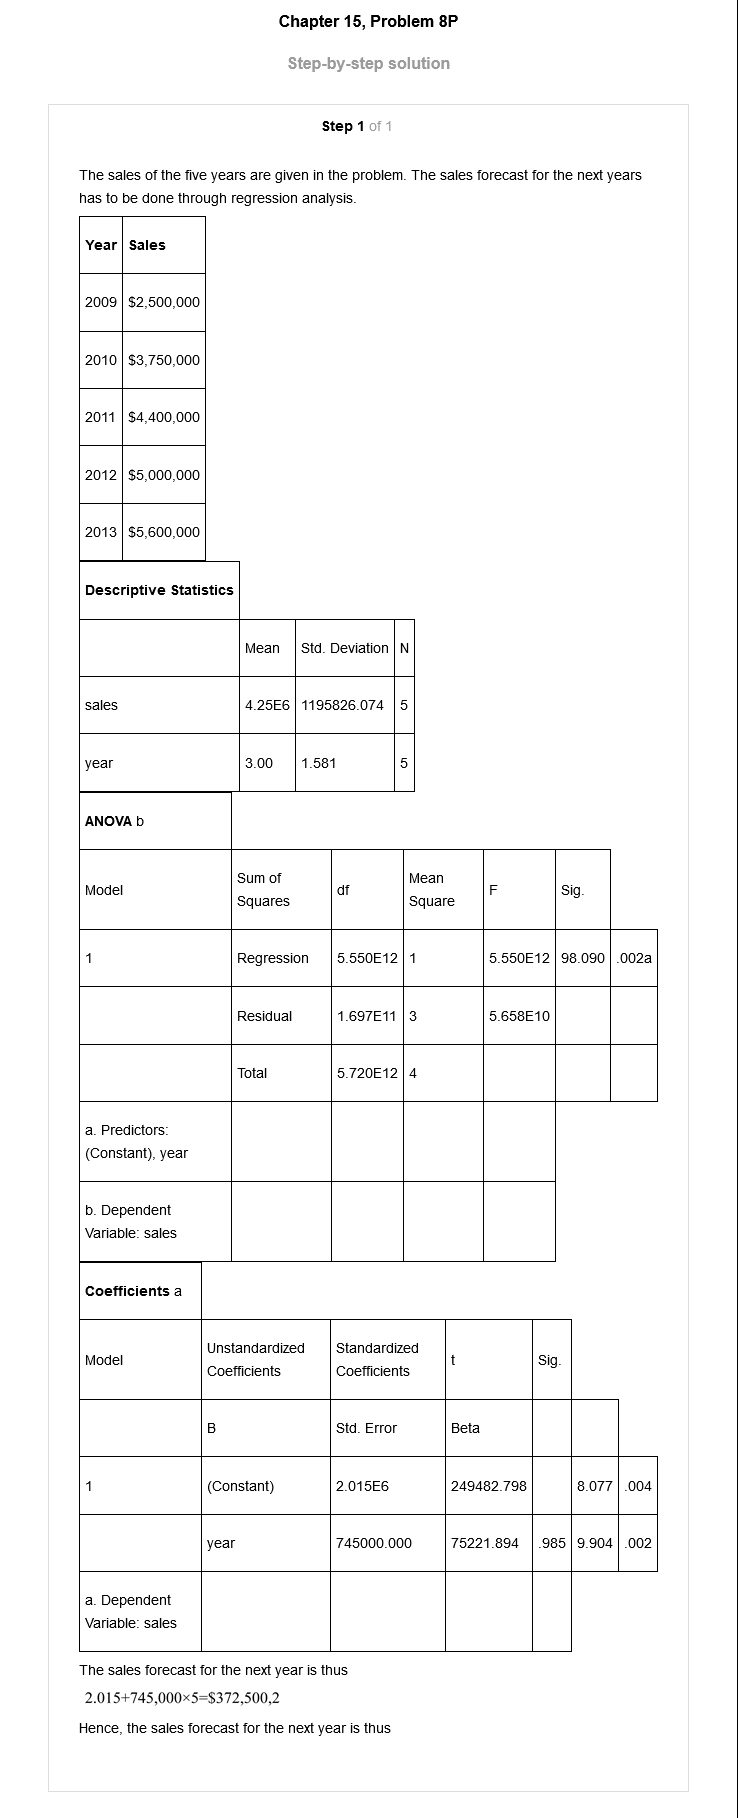 Chapter 15, Problem 8P
Step-by-step solution
Step 1 of 1
The sales of the five years are given in the problem. The sales forecast for the next years
has to be done through regression analysis.
Year Sales
2009 $2,500,000
2010 $3,750,000
2011 $4,400,000
2012 $5,000,000
2013 $5,600,000
Descriptive Statistics
Mean Std. Deviation N
sales 4.25E6 1195826.074 5
year 3.00 1.581 5
ANOVA b
Model Sum of Squares df Mean Square F Sig.
1 Regression 5.550E12 1 5.550E12 98.090 .002a
Residual 1.697E11 3 5.658E10
Total 5.720E12 4
a. Predictors:
(Constant), year
b. Dependent
Variable: sales
Coefficients a
Model Unstandardized Coefficients Standardized Coefficients t Sig.
B Std. Error Beta
1 (Constant) 2.015E6 249482.798 8.077 .004
year 745000.000 75221.894 .985 9.904 .002
a. Dependent
Variable: sales
The sales forecast for the next year is thus
2.015+745,000×5=$372,500,2
Hence, the sales forecast for the next year is thus